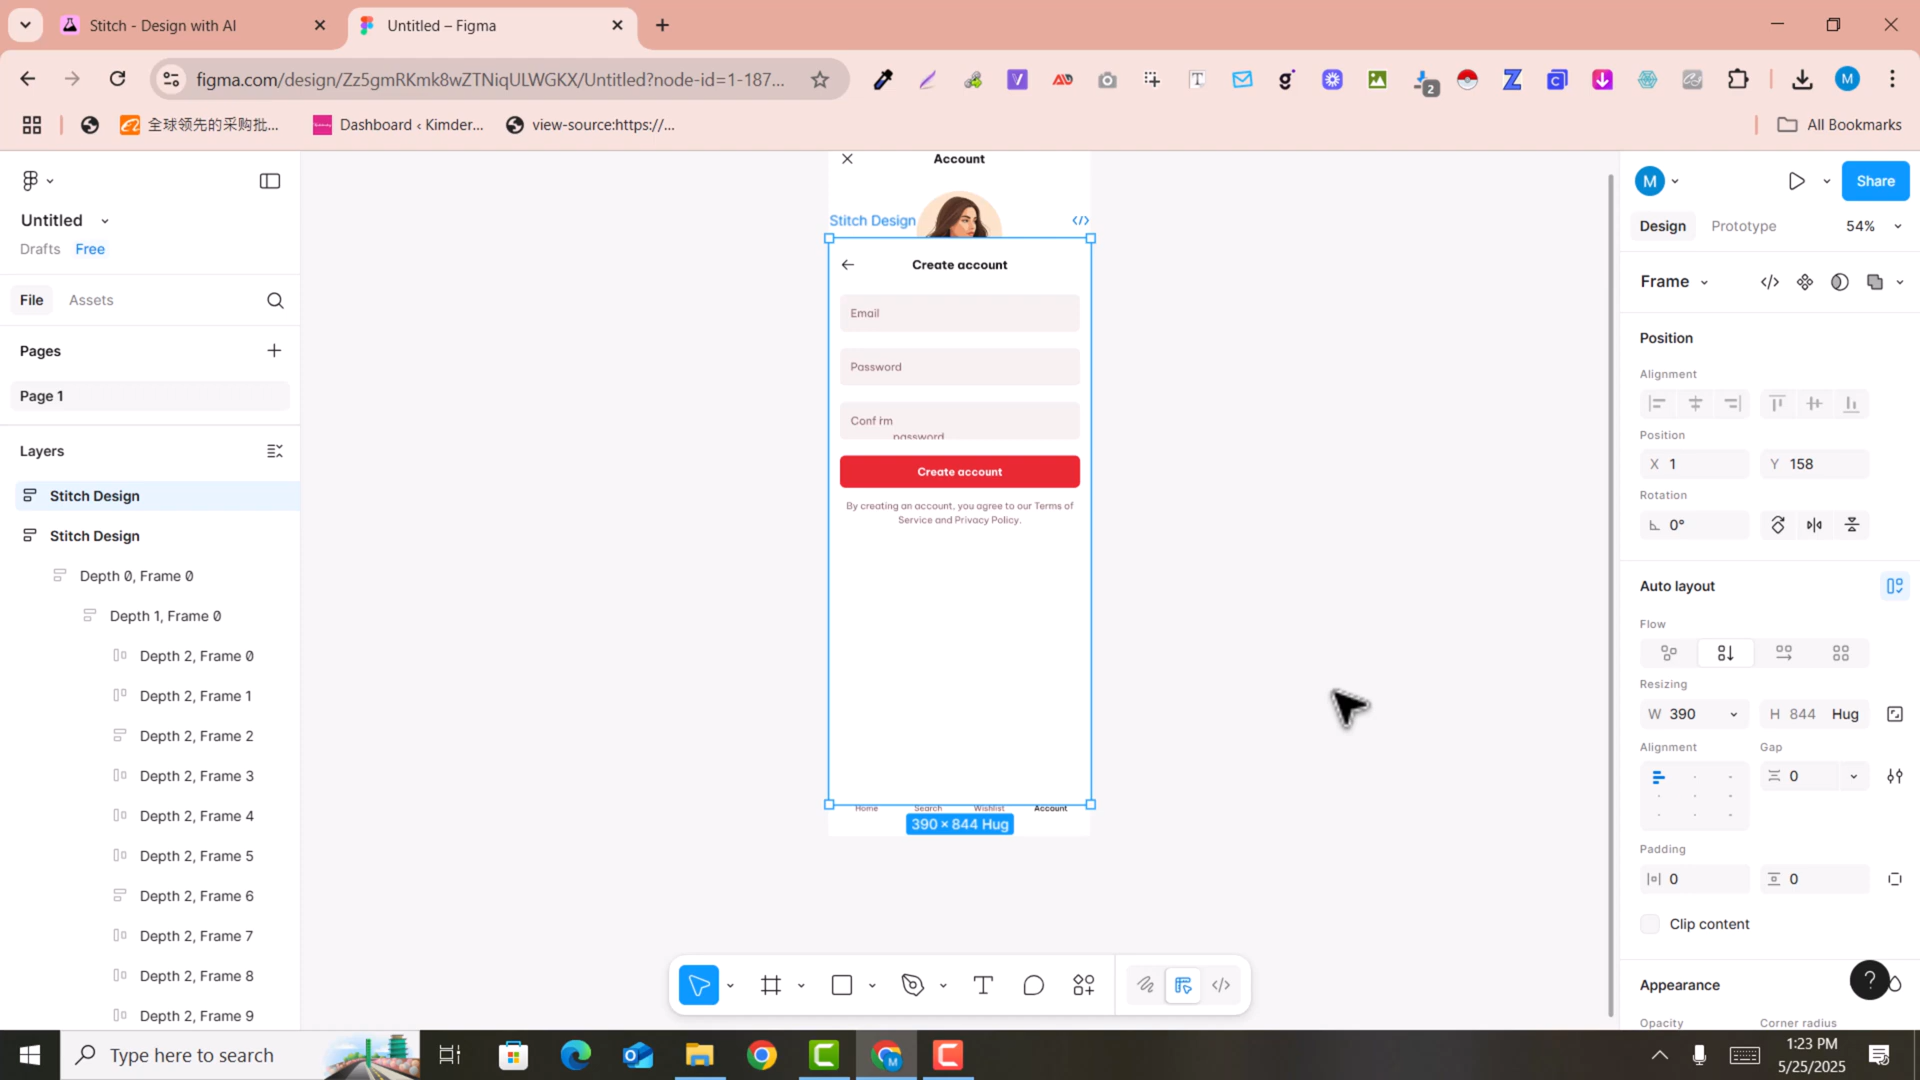 Stitch - Design with AI
Untitled – Figma
figma.com/design/Zz5gmRKmk8wZTNiqULWGKX/Untitled?node-id=1-187...
2
M
全球领先的采购批...
Dashboard ‹ Kimder...
view-source:https://...
All Bookmarks
Untitled
Drafts Free
File Assets
Pages
Page 1
Layers
Stitch Design
Stitch Design
Depth 0, Frame 0
Depth 1, Frame 0
Depth 2, Frame 0
Depth 2, Frame 1
Depth 2, Frame 2
Depth 2, Frame 3
Depth 2, Frame 4
Depth 2, Frame 5
Depth 2, Frame 6
Depth 2, Frame 7
Depth 2, Frame 8
Depth 2, Frame 9
Account
Stitch Design
Create account
Email
Password
Confirm
password
Create account
By creating an account, you agree to our Terms of
Service and Privacy Policy.
Home Search Wishlist Account
390 × 844 Hug
M
Share
Design Prototype 54%
Frame
Position
Alignment
Position
X 1 Y 158
Rotation
0°
Auto layout
Flow
Resizing
W 390 H 844 Hug
Alignment Gap
0
Padding
0 0
Clip content
Appearance
Opacity Corner radius
Type here to search
1:23 PM
5/25/2025